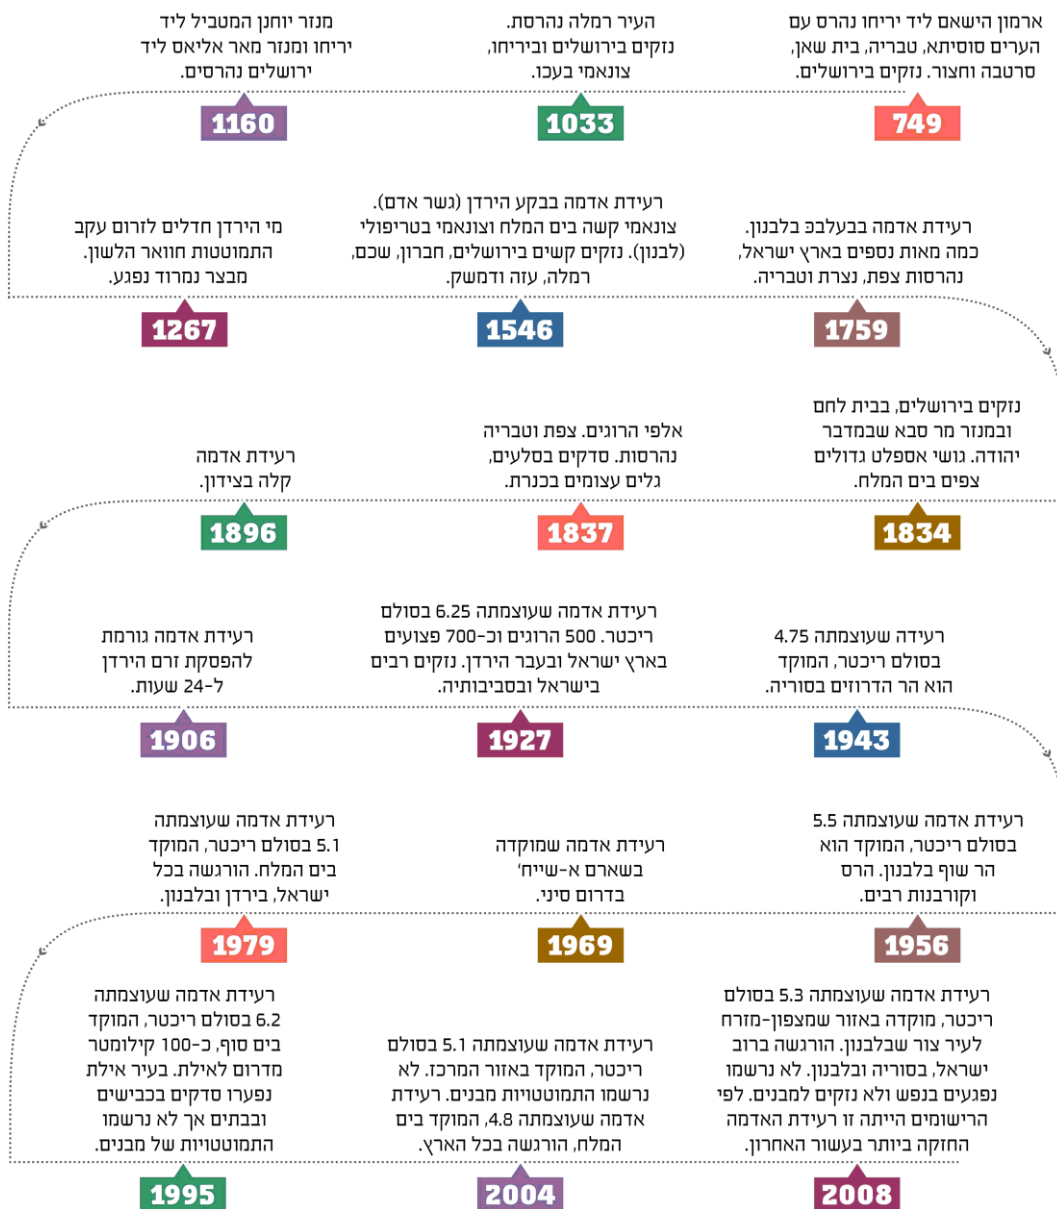 ארמון הישאם ליד יריחו נהרס עם
הערים סוסיתא, טבריה, בית שאן,
סרטבה וחצור. נזקים בירושלים.
749
העיר רמלה נהרסת.
נזקים בירושלים וביריחו,
צונאמי בעכו.
1033
מנזר יוחנן המטביל ליד
יריחו ומנזר מאר אליאס ליד
ירושלים נהרסים.
1160
מי הירדן חדלים לזרום עקב
התמוטטות חוואר הלשון.
מבצר נמרוד נפגע.
1267
רעידת אדמה בבקע הירדן (גשר אדם).
צונאמי קשה בים המלח וצונאמי בטריפולי
(לבנון). נזקים קשים בירושלים, חברון, שכם,
רמלה, עזה ודמשק.
1546
רעידת אדמה בבעלבכּ בלבנון.
כמה מאות נספים בארץ ישראל,
נהרסות צפת, נצרת וטבריה.
1759
נזקים בירושלים, בבית לחם
ובמנזר מר סבא שבמדבר
יהודה. גושי אספלט גדולים
צפים בים המלח.
1834
אלפי הרוגים. צפת וטבריה
נהרסות. סדקים בסלעים,
גלים עצומים בכנרת.
1837
רעידת אדמה
קלה בצידון.
1896
רעידת אדמה גורמת
להפסקת זרם הירדן
ל-24 שעות.
1906
רעידת אדמה שעוצמתה 6.25 בסולם
ריכטר. 500 הרוגים וכ-700 פצועים
בארץ ישראל ובעבר הירדן. נזקים רבים
בישראל ובסביבותיה.
1927
רעידה שעוצמתה 4.75
בסולם ריכטר, המוקד
הוא הר הדרוזים בסוריה.
1943
רעידת אדמה שעוצמתה 5.5
בסולם ריכטר, המוקד הוא
הר שוף בלבנון. הרס
וקורבנות רבים.
1956
רעידת אדמה שמוקדה
בשארם א-שייח'
בדרום סיני.
1969
רעידת אדמה שעוצמתה
5.1 בסולם ריכטר, המוקד
בים המלח. הורגשה בכל
ישראל, בירדן ובלבנון.
1979
רעידת אדמה שעוצמתה
6.2 בסולם ריכטר, המוקד
בים סוף, כ-100 קילומטר
מדרום לאילת. בעיר אילת
נפערו סדקים בכבישים
ובבתים אך לא נרשמו
התמוטטויות של מבנים.
1995
רעידת אדמה שעוצמתה 5.1 בסולם
ריכטר, המוקד באזור המרכז. לא
נרשמו התמוטטויות מבנים. רעידת
אדמה שעוצמתה 4.8, המוקד בים
המלח, הורגשה בכל הארץ.
2004
רעידת אדמה שעוצמתה 5.3 בסולם
ריכטר, מוקדה באזור שמצפון-מזרח
לעיר צור שבלבנון. הורגשה ברוב
ישראל, בסוריה ובלבנון. לא נרשמו
נפגעים בנפש ולא נזקים למבנים. לפי
הרישומים הייתה זו רעידת האדמה
החזקה ביותר בעשור האחרון.
2008